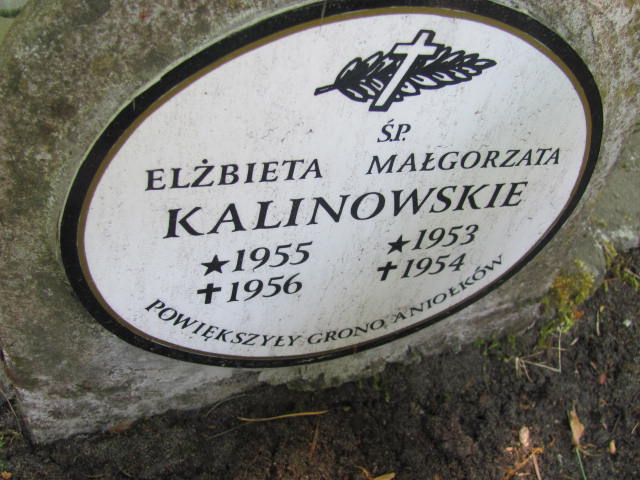 Ś.P.
ELŻBIETA MAŁGORZATA
KALINOWSKIE
★1955 ★1953
✝1956 ✝1954
POWIĘKSZYŁY GRONO ANIOŁKÓW